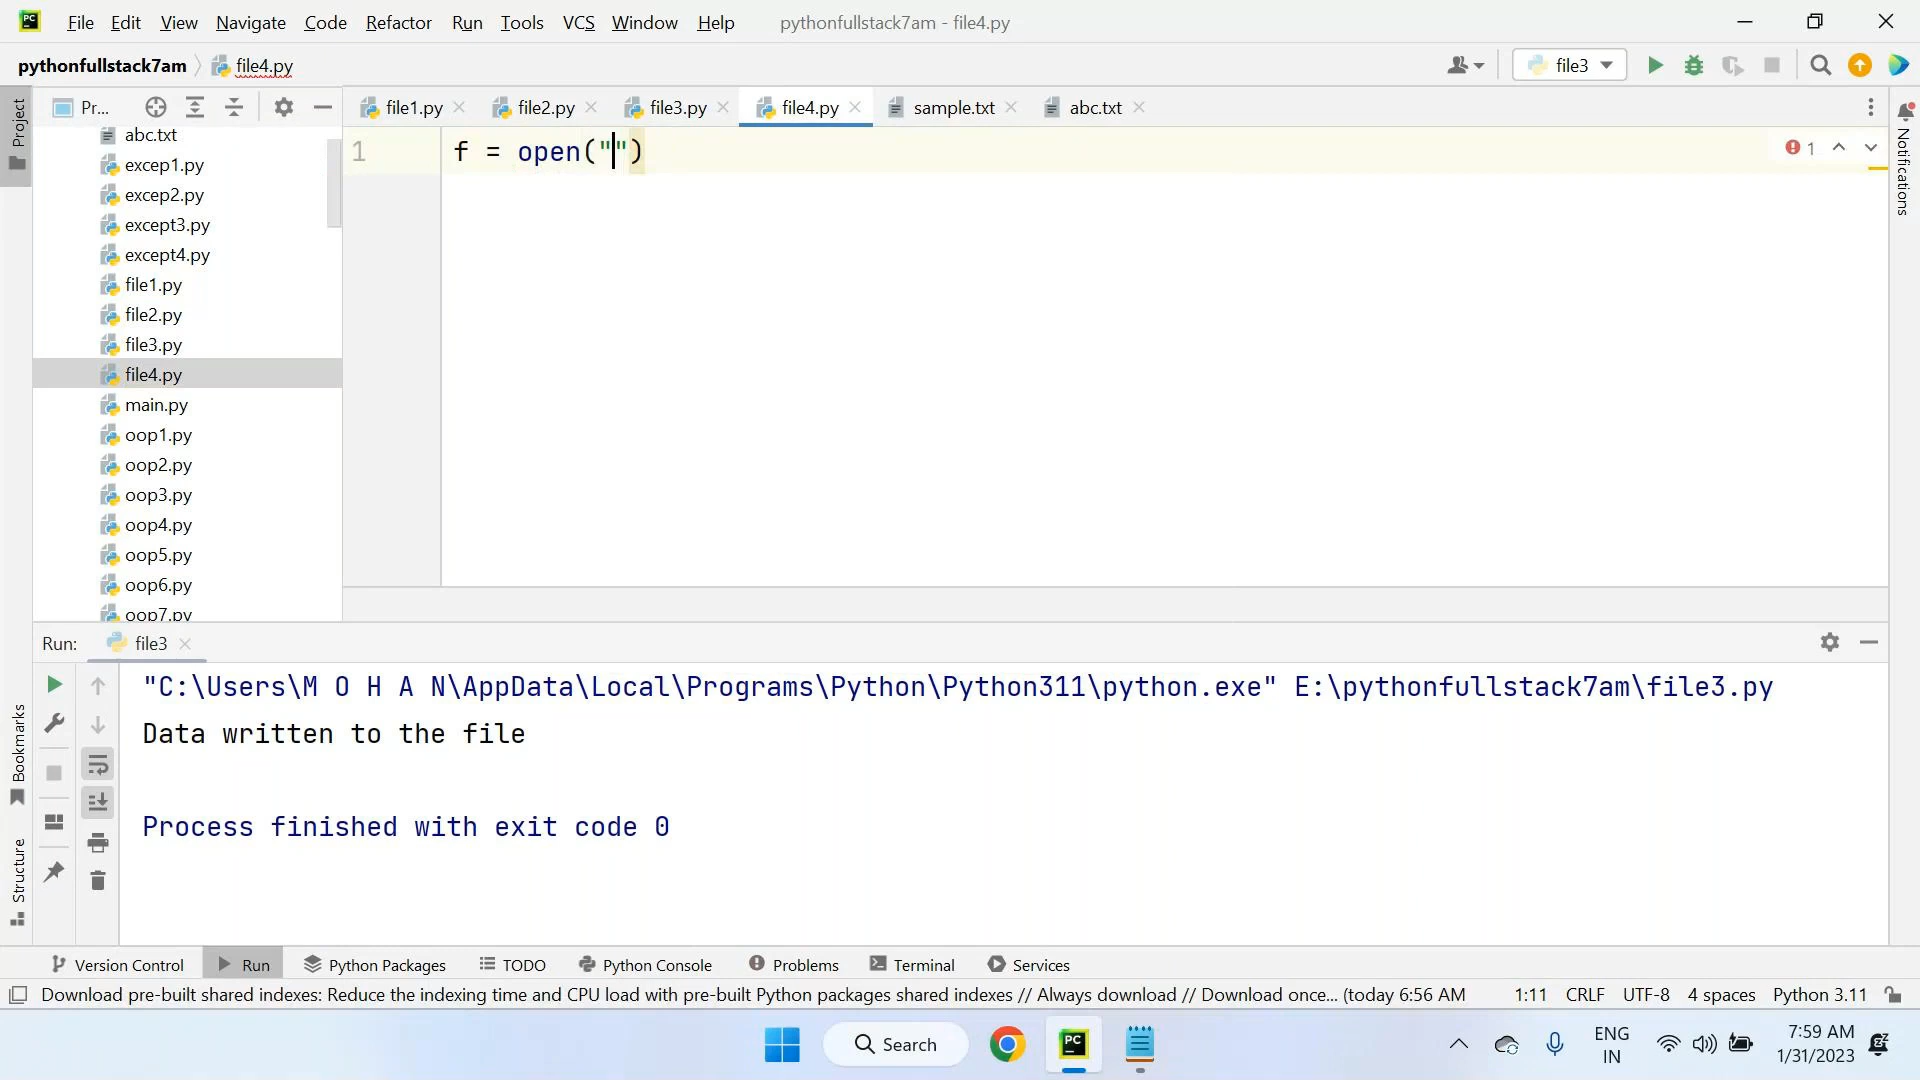 PC File Edit View Navigate Code Refactor Run Tools VCS Window Help pythonfullstack7am - file4.py
pythonfullstack7am file4.py file3
Pr... file1.py file2.py file3.py file4.py sample.txt abc.txt
Project
Notifications
abc.txt
excep1.py
excep2.py
except3.py
except4.py
file1.py
file2.py
file3.py
file4.py
main.py
oop1.py
oop2.py
oop3.py
oop4.py
oop5.py
oop6.py
oop7.py
1 f = open("")
1
Run: file3
"C:\Users\M O H A N\AppData\Local\Programs\Python\Python311\python.exe" E:\pythonfullstack7am\file3.py
Data written to the file
Process finished with exit code 0
Bookmarks
Structure
Version Control Run Python Packages TODO Python Console Problems Terminal Services
Download pre-built shared indexes: Reduce the indexing time and CPU load with pre-built Python packages shared indexes // Always download // Download once... (today 6:56 AM 1:11 CRLF UTF-8 4 spaces Python 3.11
Search PC ENG IN 7:59 AM
1/31/2023